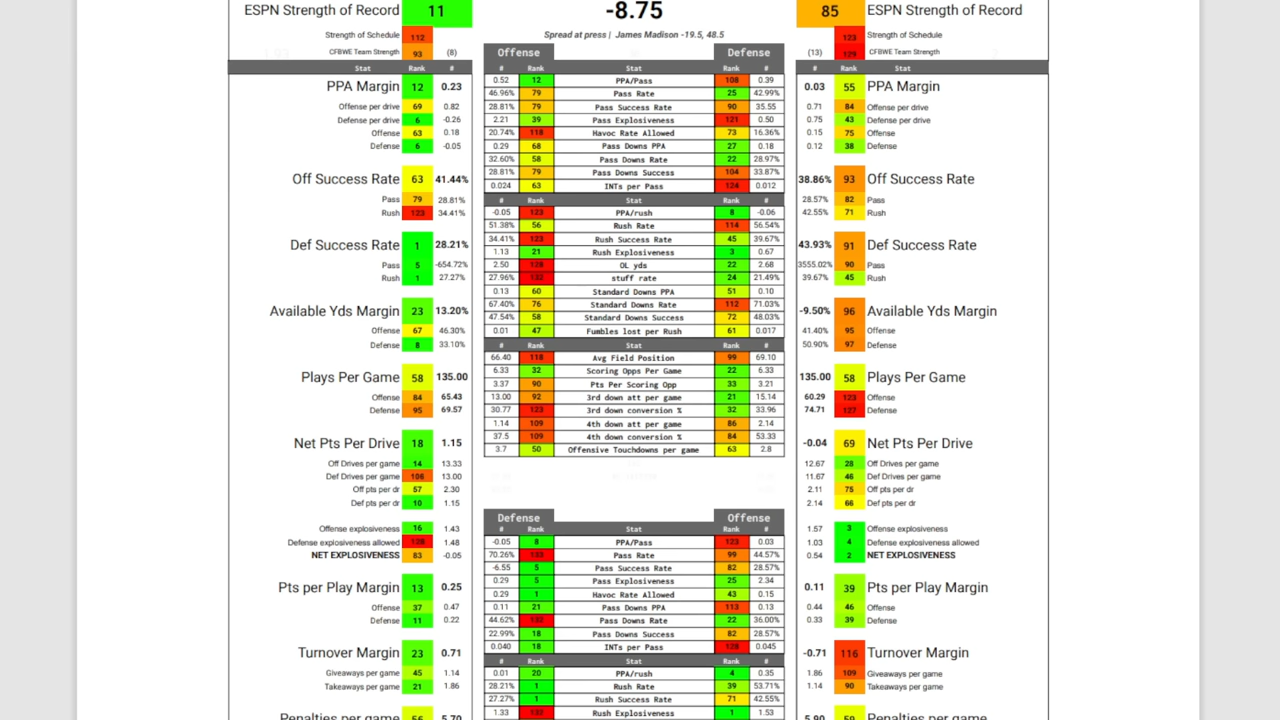 ESPN Strength of Record 11 -8.75 85 ESPN Strength of Record
Strength of Schedule 112 Spread at press | James Madison -19.5, 48.5 123 Strength of Schedule
CFBWE Team Strength 93 (8) Offense Defense (13) 129 CFBWE Team Strength
Stat Rank # # Rank Stat Rank # # Rank Stat
PPA Margin 12 0.23 0.52 12 PPA/Pass 108 0.39 0.03 55 PPA Margin
46.96% 79 Pass Rate 25 42.99%
Offense per drive 69 0.82 28.81% 79 Pass Success Rate 90 35.55 0.71 84 Offense per drive
Defense per drive 6 -0.26 2.21 39 Pass Explosiveness 121 0.50 0.75 43 Defense per drive
Offense 63 0.18 20.74% 118 Havoc Rate Allowed 73 16.36% 0.15 75 Offense
Defense 6 -0.05 0.29 68 Pass Downs PPA 27 0.18 0.12 38 Defense
32.60% 58 Pass Downs Rate 22 28.97%
Off Success Rate 63 41.44% 28.81% 79 Pass Downs Success 104 33.87% 38.86% 93 Off Success Rate
0.024 63 INTs per Pass 124 0.012
Pass 79 28.81% # Rank Stat Rank # 28.57% 82 Pass
Rush 123 34.41% -0.05 123 PPA/rush 8 -0.06 42.55% 71 Rush
51.38% 56 Rush Rate 114 56.54%
Def Success Rate 1 28.21% 34.41% 123 Rush Success Rate 45 39.67% 43.93% 91 Def Success Rate
1.13 21 Rush Explosiveness 3 0.67
Pass 5 -654.72% 2.50 OL yds 22 2.68 3555.02% 90 Pass
Rush 1 27.27% 27.96% stuff rate 24 21.49% 39.67% 45 Rush
0.13 60 Standard Downs PPA 51 0.10
Available Yds Margin 23 13.20% 67.40% 76 Standard Downs Rate 112 71.03% -9.50% 96 Available Yds Margin
47.54% 58 Standard Downs Success 72 48.03%
Offense 67 46.30% 0.01 47 Fumbles lost per Rush 61 0.017 41.40% 95 Offense
Defense 8 33.10% # Rank Stat Rank # 50.90% 97 Defense
66.40 118 Avg Field Position 99 69.10
Plays Per Game 58 135.00 6.33 32 Scoring Opps Per Game 22 6.33 135.00 58 Plays Per Game
3.37 90 Pts Per Scoring Opp 33 3.21
Offense 84 65.43 13.00 92 3rd down att per game 21 15.14 60.29 123 Offense
Defense 95 69.57 30.77 123 3rd down conversion % 32 33.96 74.71 127 Defense
1.14 109 4th down att per game 86 2.14
Net Pts Per Drive 18 1.15 37.5 109 4th down conversion % 84 53.33 -0.04 69 Net Pts Per Drive
3.7 50 Offensive Touchdowns per game 63 2.8
Off Drives per game 14 13.33 12.67 28 Off Drives per game
Def Drives per game 106 13.00 11.67 46 Def Drives per game
Off pts per dr 57 2.30 2.11 75 Off pts per dr
Def pts per dr 10 1.15 2.14 66 Def pts per dr
Defense Offense
Offense explosiveness 16 1.43 # Rank Stat Rank # 1.57 3 Offense explosiveness
Defense explosiveness allowed 1.48 -0.05 8 PPA/Pass 123 0.03 1.03 4 Defense explosiveness allowed
NET EXPLOSIVENESS 83 -0.05 70.26% Pass Rate 99 44.57% 0.54 2 NET EXPLOSIVENESS
-6.55 5 Pass Success Rate 82 28.57%
Pts per Play Margin 13 0.25 0.29 5 Pass Explosiveness 25 2.34 0.11 39 Pts per Play Margin
0.29 1 Havoc Rate Allowed 43 0.15
Offense 37 0.47 0.11 21 Pass Downs PPA 113 0.13 0.44 46 Offense
Defense 11 0.22 44.62% Pass Downs Rate 22 36.00% 0.33 39 Defense
22.99% 18 Pass Downs Success 82 28.57%
Turnover Margin 23 0.71 0.040 18 INTs per Pass 0.045 -0.71 116 Turnover Margin
# Rank Stat Rank #
Giveaways per game 45 1.14 0.01 20 PPA/rush 4 0.35 1.86 109 Giveaways per game
Takeaways per game 21 1.86 28.21% 1 Rush Rate 39 53.71% 1.14 90 Takeaways per game
27.27% 1 Rush Success Rate 71 42.55%
Penalties per game 56 5.70 1.33 Rush Explosiveness 1 1.53 5.90 59 Penalties per game